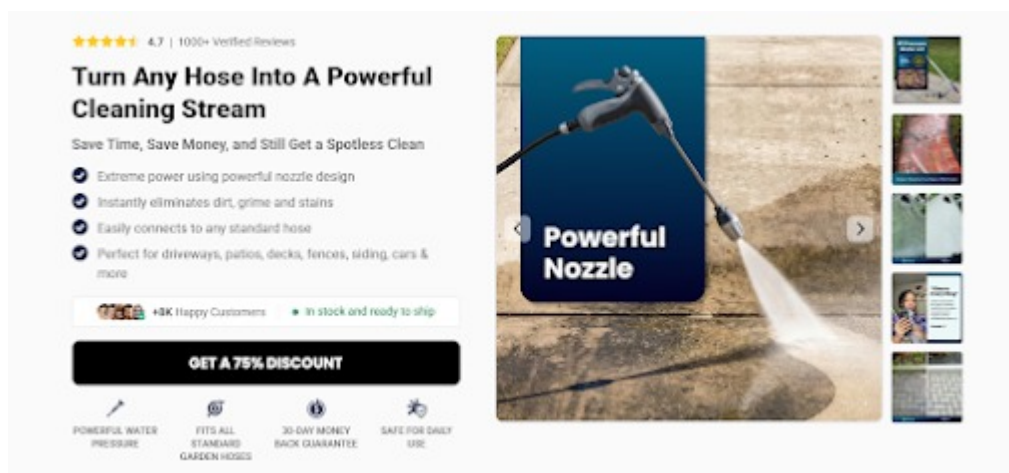 4.7 | 1000+ Verified Reviews
Turn Any Hose Into A Powerful
Cleaning Stream
Save Time, Save Money, and Still Get a Spotless Clean
Extreme power using powerful nozzle design
Instantly eliminates dirt, grime and stains
Easily connects to any standard hose
Perfect for driveways, patios, decks, fences, siding, cars &
more
Happy Customers
In stock and ready to ship
GET A 75% DISCOUNT
POWERFUL WATER
PRESSURE
FITS ALL
STANDARD
GARDEN HOSES
30-DAY MONEY
BACK GUARANTEE
SAFE FOR DAILY
USE
Powerful
Nozzle